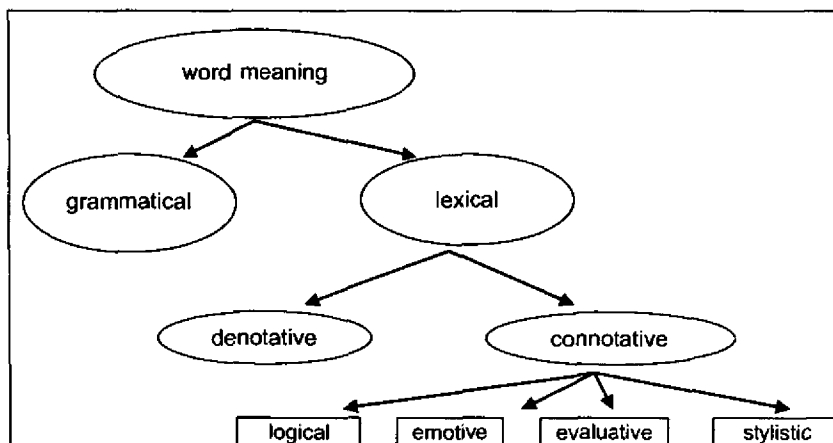 word meaning
grammatical lexical
denotative connotative
logical emotive evaluative stylistic